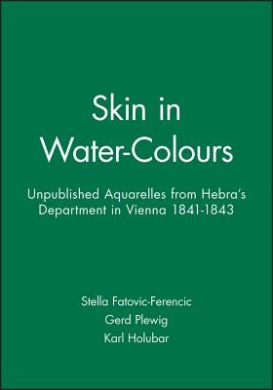 Skin in
Water-Colours
Unpublished Aquarelles from Hebra's
Department in Vienna 1841-1843
Stella Fatovic-Ferencic
Gerd Plewig
Karl Holubar